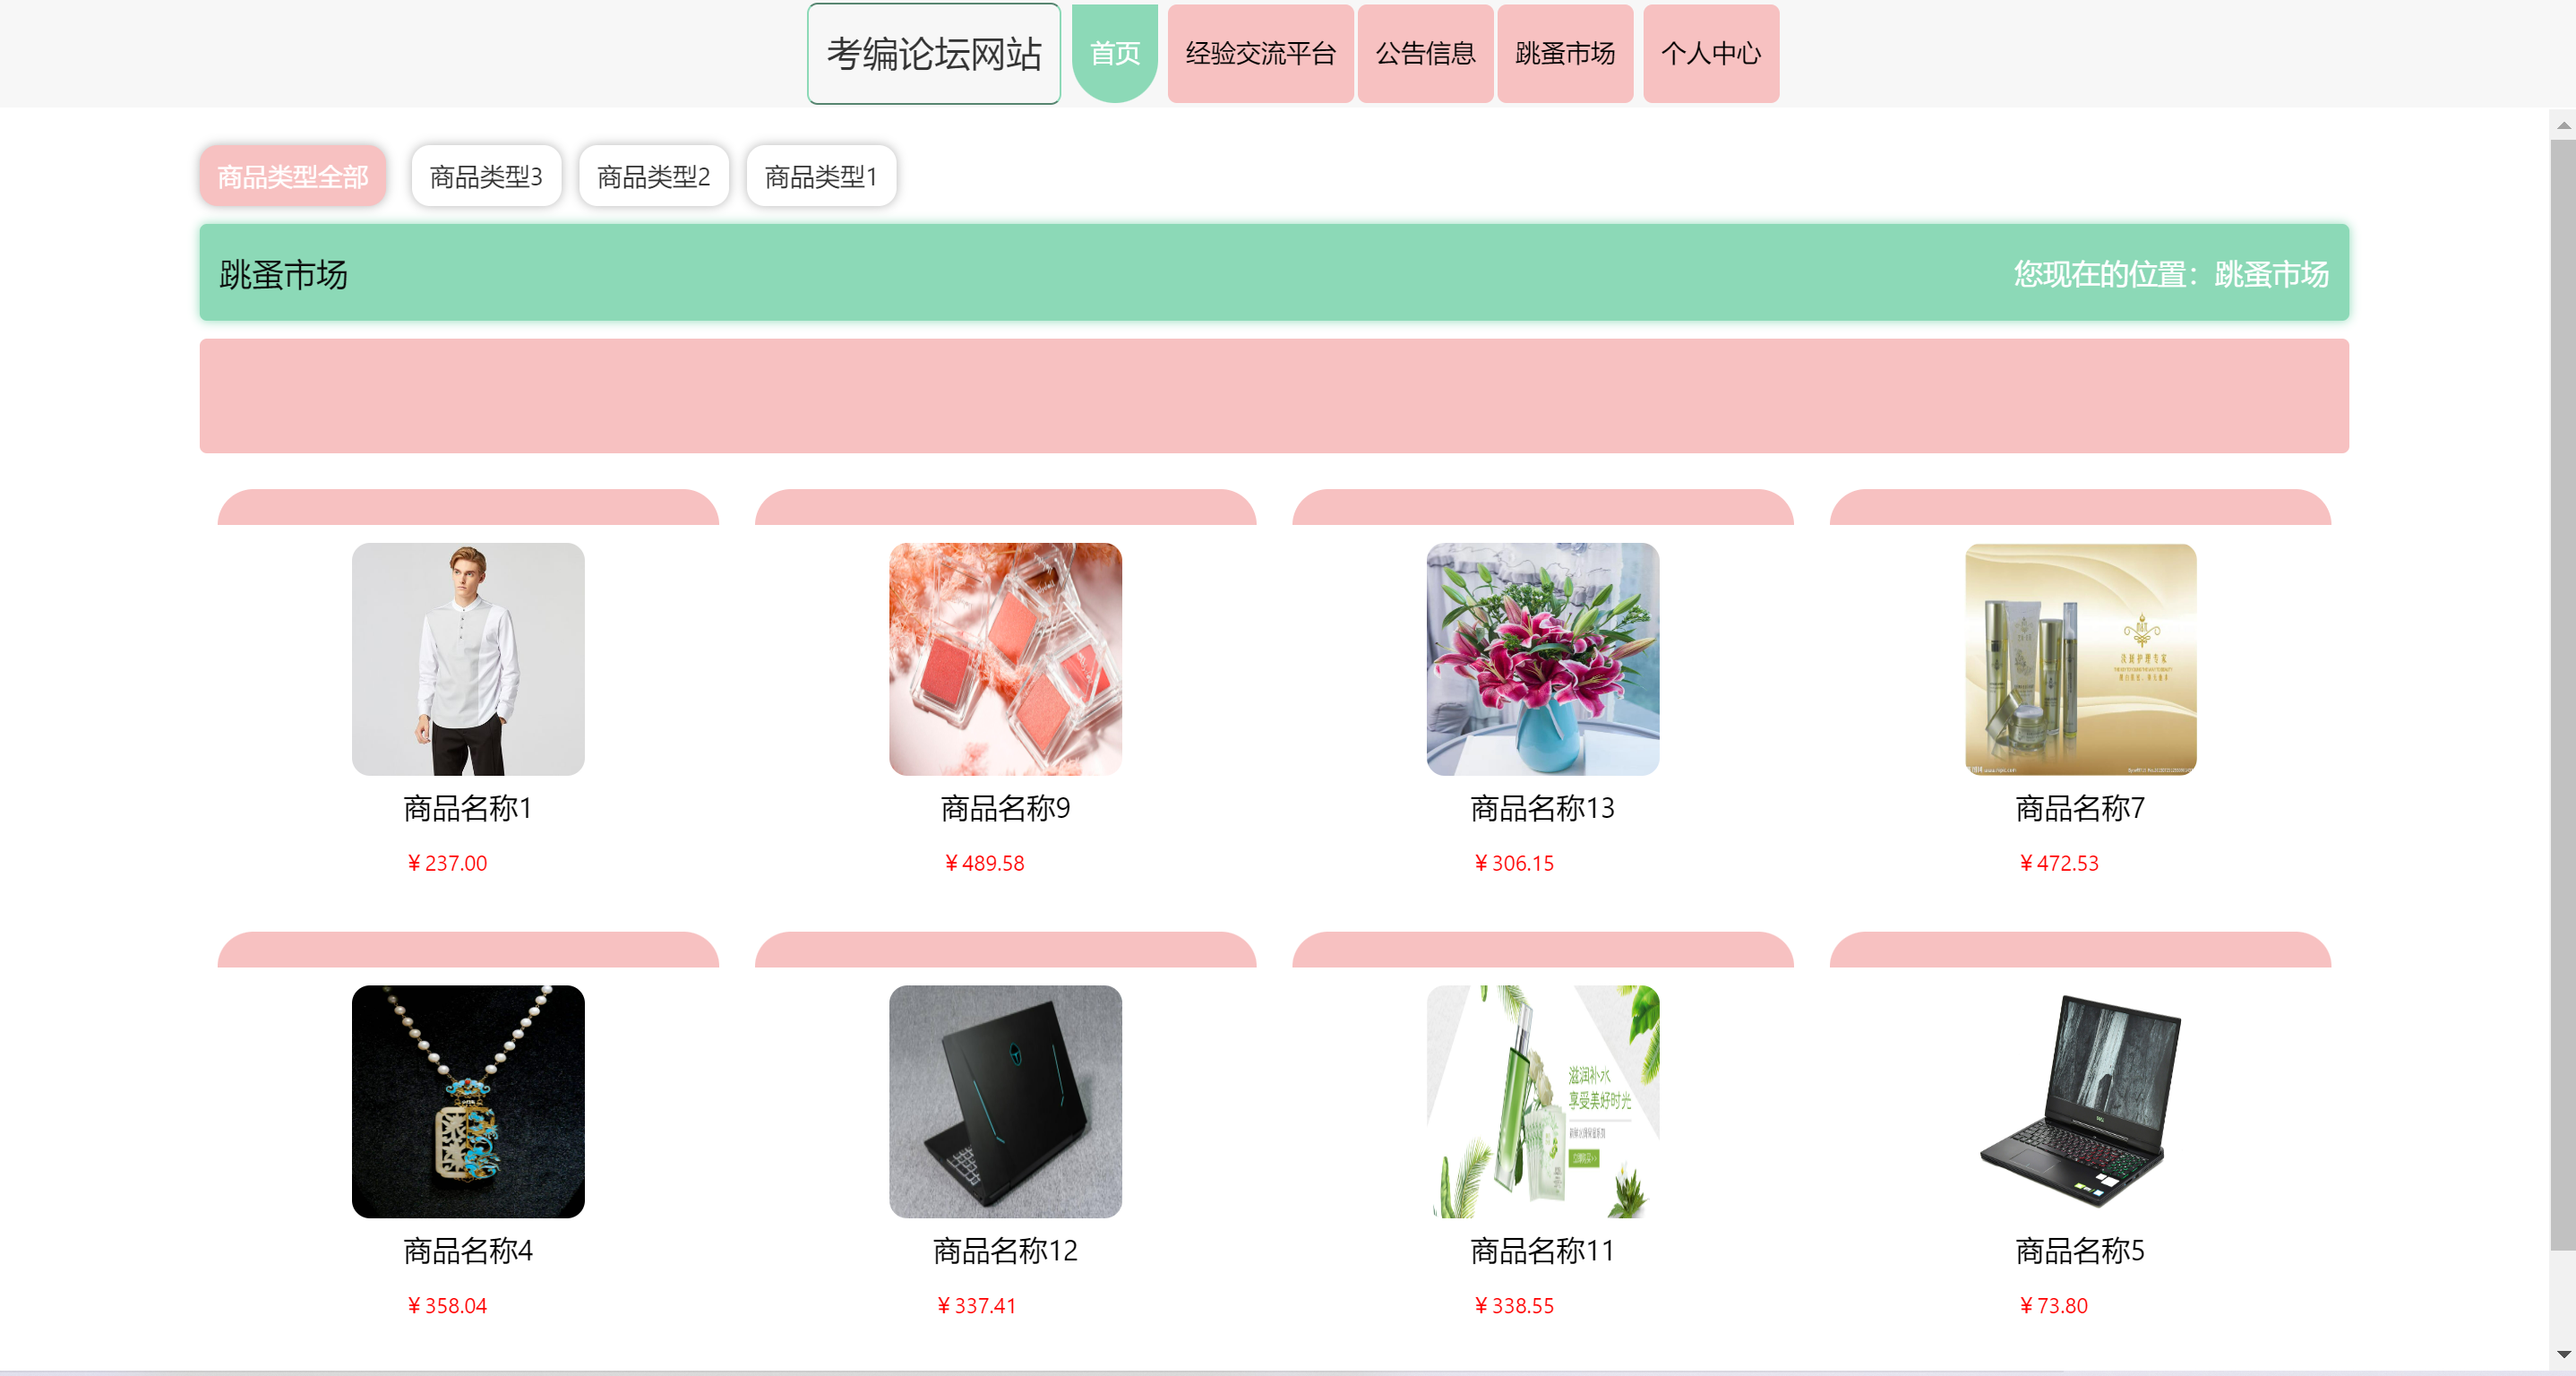 考编论坛网站
首页
经验交流平台
公告信息
跳蚤市场
个人中心
商品类型全部
商品类型3
商品类型2
商品类型1
跳蚤市场
您现在的位置：跳蚤市场
商品名称1
商品名称9
商品名称13
商品名称7
￥237.00
￥489.58
￥306.15
￥472.53
滋润补水
享受美好时光
商品名称4
商品名称12
商品名称11
商品名称5
￥358.04
￥337.41
￥338.55
￥73.80